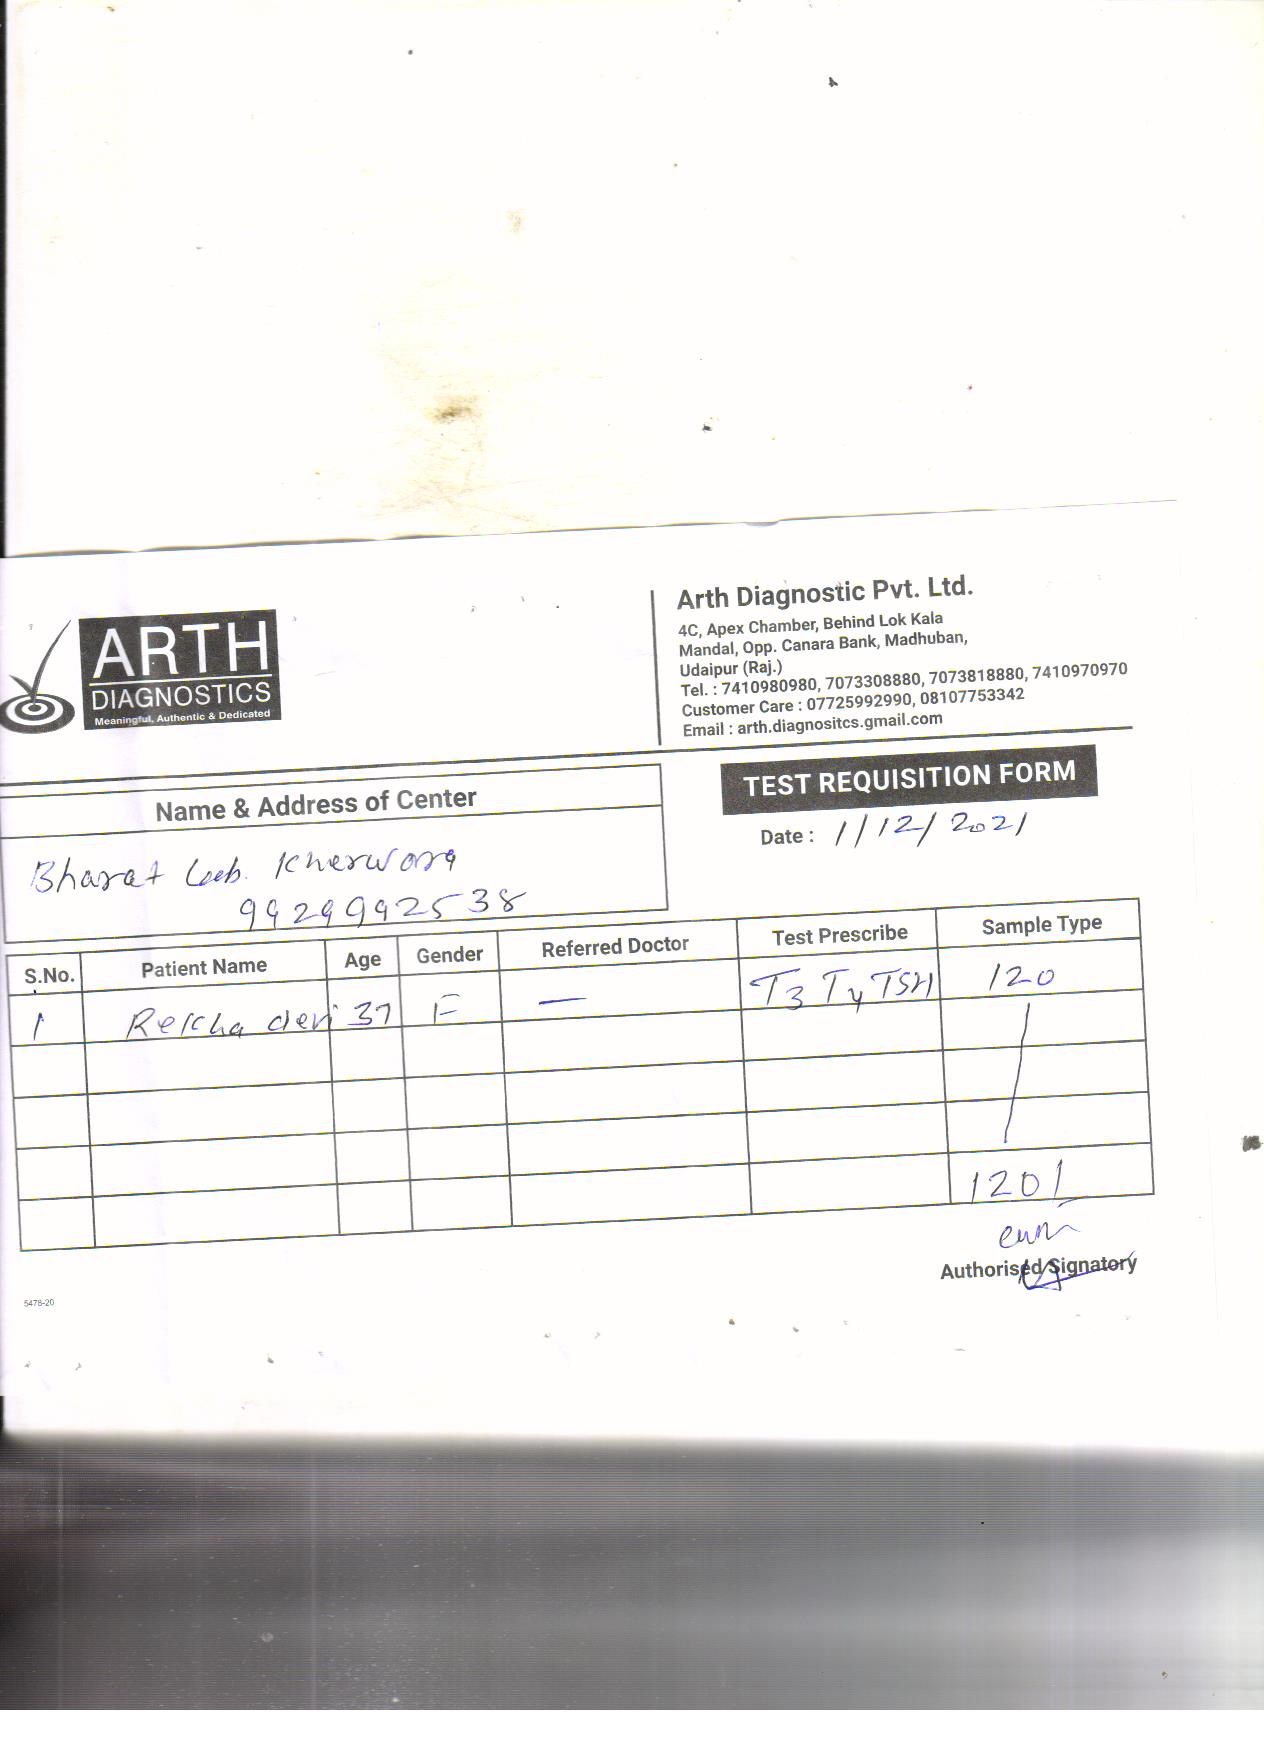 ARTH
DIAGNOSTICS
Meaningful, Authentic & Dedicated
Arth Diagnostic Pvt. Ltd.
4C, Apex Chamber, Behind Lok Kala
Mandal, Opp. Canara Bank, Madhuban,
Udaipur (Raj.)
Tel. : 7410980980, 7073308880, 7073818880, 7410970970
Customer Care : 07725992990, 08107753342
Email : arth.diagnositcs.gmail.com
TEST REQUISITION FORM
Date : 1/12/2021
Name & Address of Center
Bharat Lab. Kherwara
9929992538
S.No. Patient Name Age Gender Referred Doctor Test Prescribe Sample Type
1 Rekha devi 37 F — T3 T4 TSH 120
120/
Authorised Signatory
5478-20